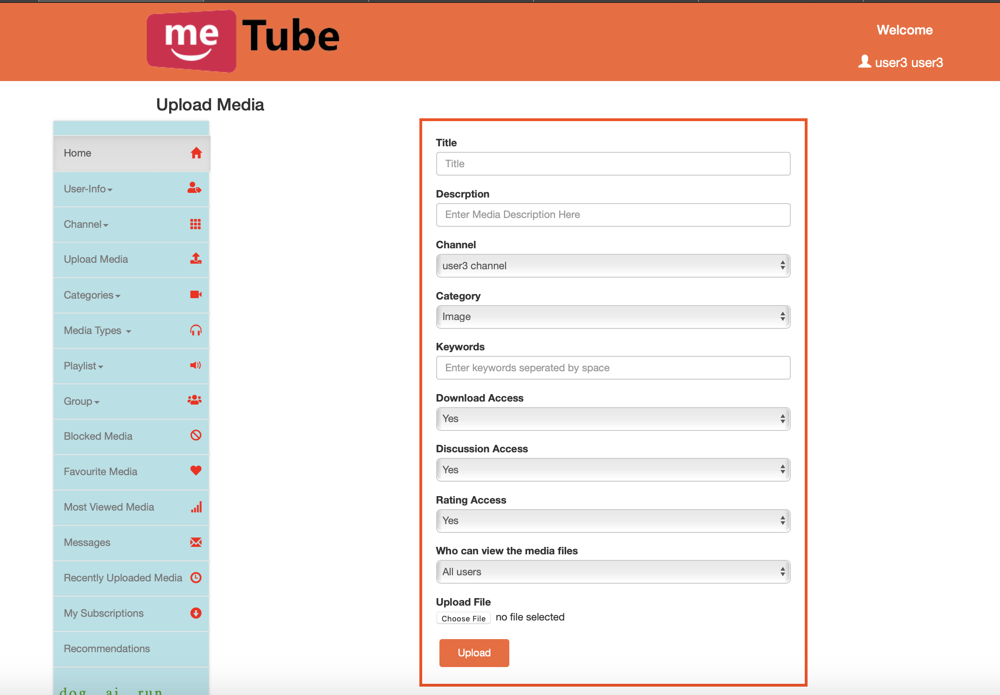 me Tube
Welcome
user3 user3
Upload Media
Home
User-Info
Channel
Upload Media
Categories
Media Types
Playlist
Group
Blocked Media
Favourite Media
Most Viewed Media
Messages
Recently Uploaded Media
My Subscriptions
Recommendations
dog ai run
Title
Title
Descrption
Enter Media Description Here
Channel
user3 channel
Category
Image
Keywords
Enter keywords seperated by space
Download Access
Yes
Discussion Access
Yes
Rating Access
Yes
Who can view the media files
All users
Upload File
Choose File no file selected
Upload